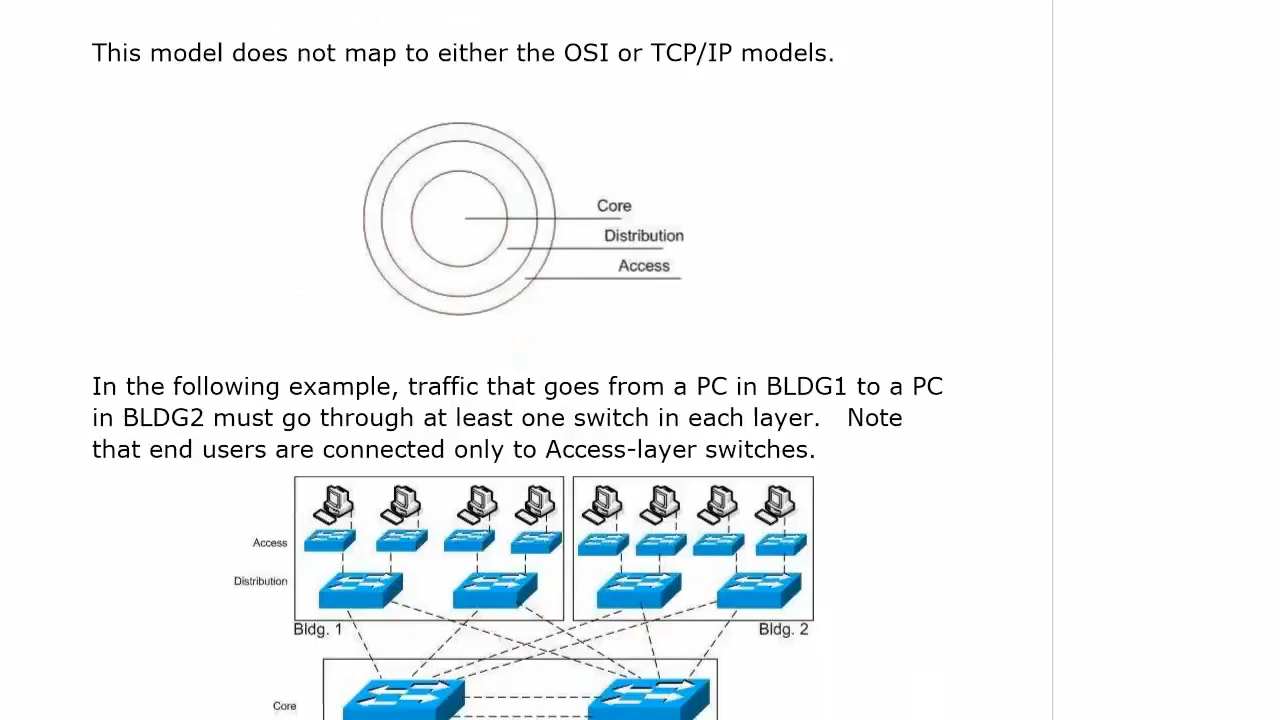 This model does not map to either the OSI or TCP/IP models.
Core
Distribution
Access
In the following example, traffic that goes from a PC in BLDG1 to a PC
in BLDG2 must go through at least one switch in each layer.   Note
that end users are connected only to Access-layer switches.
Access
Distribution
Bldg. 1
Bldg. 2
Core